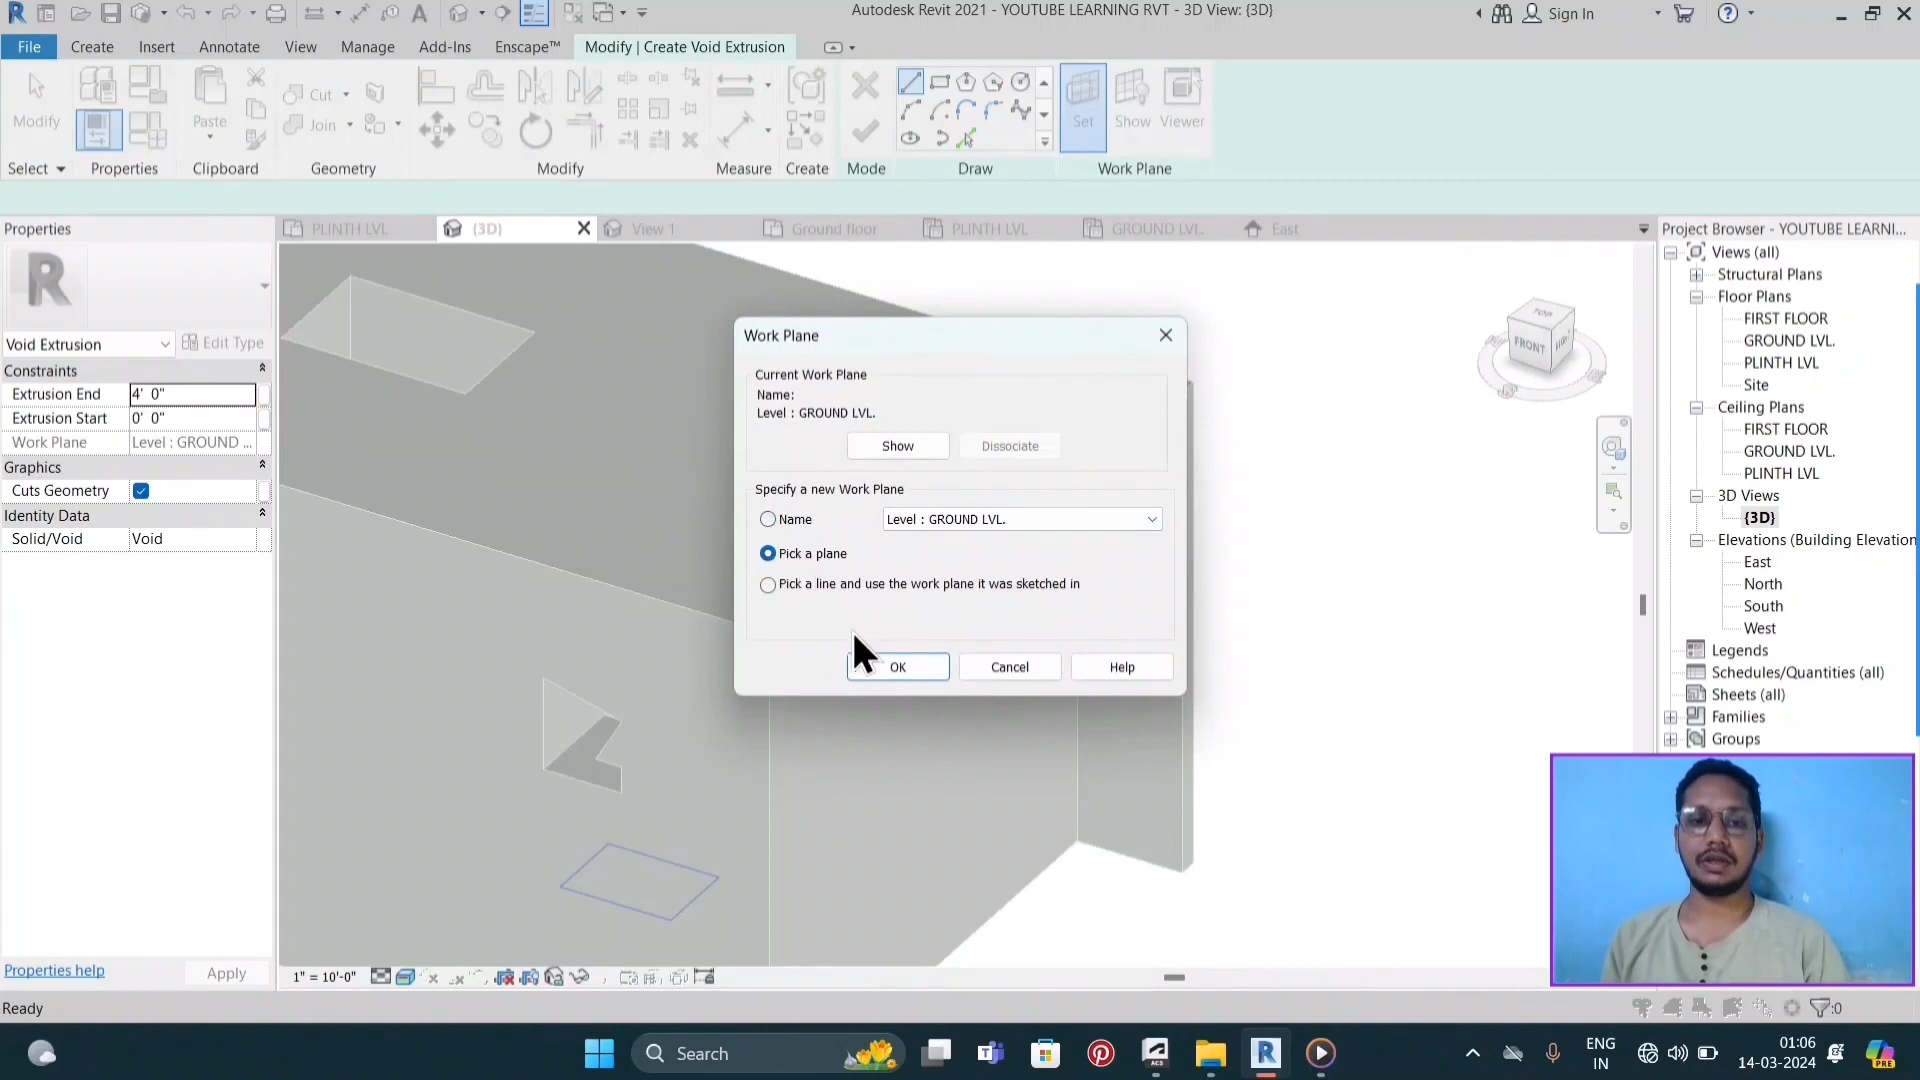 Autodesk Revit 2021 - YOUTUBE LEARNING RVT - 3D View: {3D}
Sign In
File
Create
Insert
Annotate
View
Manage
Add-Ins
Enscape™
Modify | Create Void Extrusion
Modify
Paste
Cut
Join
Set
Show
Viewer
Select
Properties
Clipboard
Geometry
Modify
Measure
Create
Mode
Draw
Work Plane
Properties
PLINTH LVL
{3D}
View 1
Ground floor
PLINTH LVL
GROUND LVL.
East
Project Browser - YOUTUBE LEARNI...
Void Extrusion
Edit Type
Constraints
Extrusion End 4' 0"
Extrusion Start 0' 0"
Work Plane Level : GROUND ...
Graphics
Cuts Geometry
Identity Data
Solid/Void Void
Properties help
Apply
Work Plane
Current Work Plane
Name:
Level : GROUND LVL.
Show
Dissociate
Specify a new Work Plane
Name
Level : GROUND LVL.
Pick a plane
Pick a line and use the work plane it was sketched in
OK
Cancel
Help
TOP
FRONT
Views (all)
Structural Plans
Floor Plans
FIRST FLOOR
GROUND LVL.
PLINTH LVL
Site
Ceiling Plans
FIRST FLOOR
GROUND LVL.
PLINTH LVL
3D Views
{3D}
Elevations (Building Elevation
East
North
South
West
Legends
Schedules/Quantities (all)
Sheets (all)
Families
Groups
1" = 10'-0"
Ready
:0
Search
ENG
IN
01:06
14-03-2024